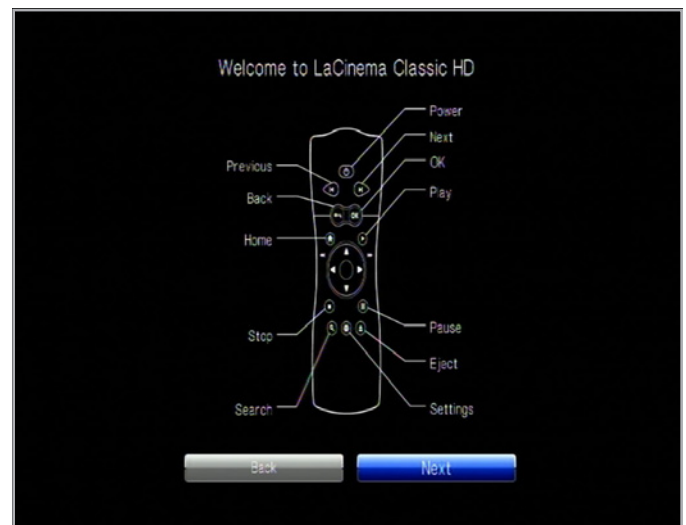 Welcome to LaCinema Classic HD
Power
Next
Previous
OK
Back
Play
Home
Stop
Pause
Eject
Search
Settings
Back
Next